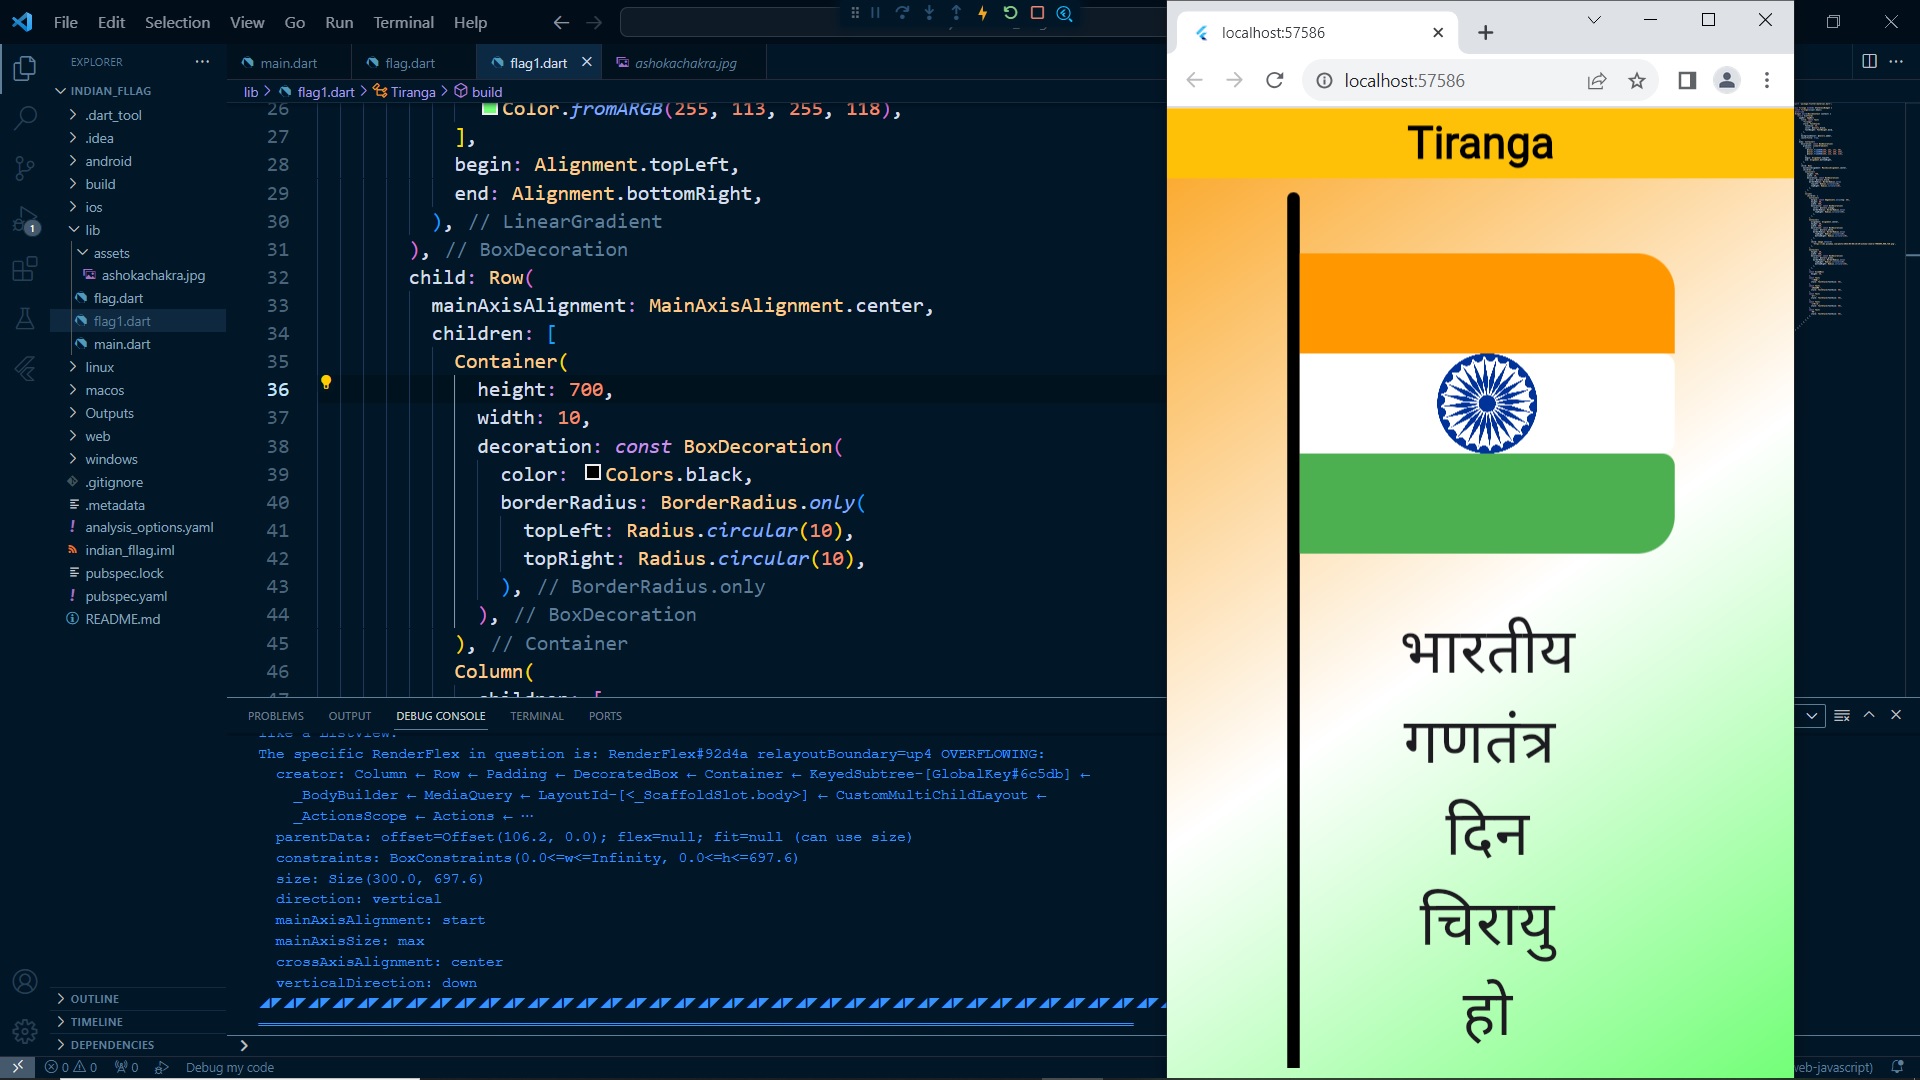 File Edit Selection View Go Run Terminal Help
EXPLORER
INDIAN_FLLAG
.dart_tool
.idea
android
build
ios
lib
assets
ashokachakra.jpg
flag.dart
flag1.dart
main.dart
linux
macos
Outputs
web
windows
.gitignore
.metadata
analysis_options.yaml
indian_fllag.iml
pubspec.lock
pubspec.yaml
README.md
OUTLINE
TIMELINE
DEPENDENCIES
1
main.dart flag.dart flag1.dart ashokachakra.jpg
lib > flag1.dart > Tiranga > build
26 Color.fromARGB(255, 113, 255, 118),
27 ],
28 begin: Alignment.topLeft,
29 end: Alignment.bottomRight,
30 ), // LinearGradient
31 ), // BoxDecoration
32 child: Row(
33 mainAxisAlignment: MainAxisAlignment.center,
34 children: [
35 Container(
36 height: 700,
37 width: 10,
38 decoration: const BoxDecoration(
39 color: Colors.black,
40 borderRadius: BorderRadius.only(
41 topLeft: Radius.circular(10),
42 topRight: Radius.circular(10),
43 ), // BorderRadius.only
44 ), // BoxDecoration
45 ), // Container
46 Column(
47 children: [
PROBLEMS OUTPUT DEBUG CONSOLE TERMINAL PORTS
like a ListView.
The specific RenderFlex in question is: RenderFlex#92d4a relayoutBoundary=up4 OVERFLOWING:
creator: Column ← Row ← Padding ← DecoratedBox ← Container ← KeyedSubtree-[GlobalKey#6c5db] ←
_BodyBuilder ← MediaQuery ← LayoutId-[<_ScaffoldSlot.body>] ← CustomMultiChildLayout ←
_ActionsScope ← Actions ← ⋯
parentData: offset=Offset(106.2, 0.0); flex=null; fit=null (can use size)
constraints: BoxConstraints(0.0<=w<=Infinity, 0.0<=h<=697.6)
size: Size(300.0, 697.6)
direction: vertical
mainAxisAlignment: start
mainAxisSize: max
crossAxisAlignment: center
verticalDirection: down
0 0 0 Debug my code
localhost:57586
localhost:57586
Tiranga
भारतीय
गणतंत्र
दिन
चिरायु
हो
web-javascript)